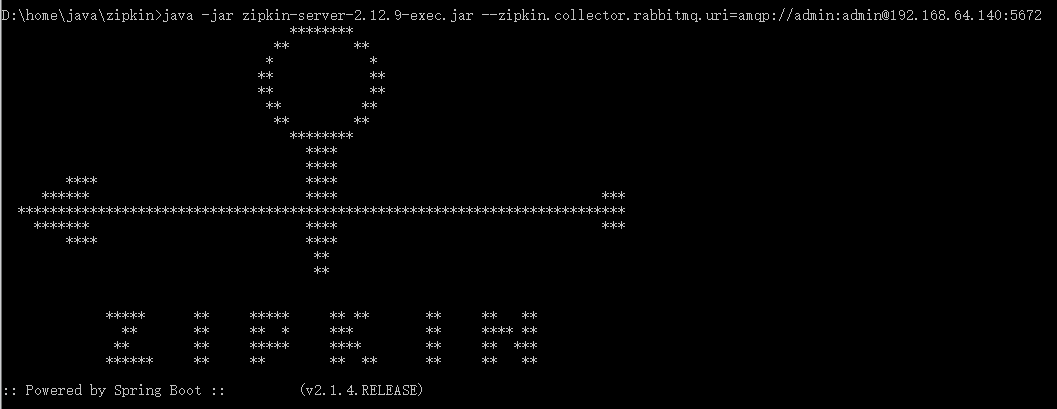 D:\home\java\zipkin>java -jar zipkin-server-2.12.9-exec.jar --zipkin.collector.rabbitmq.uri=amqp://admin:admin@192.168.64.140:5672
ZIPKIN
:: Powered by Spring Boot :: (v2.1.4.RELEASE)